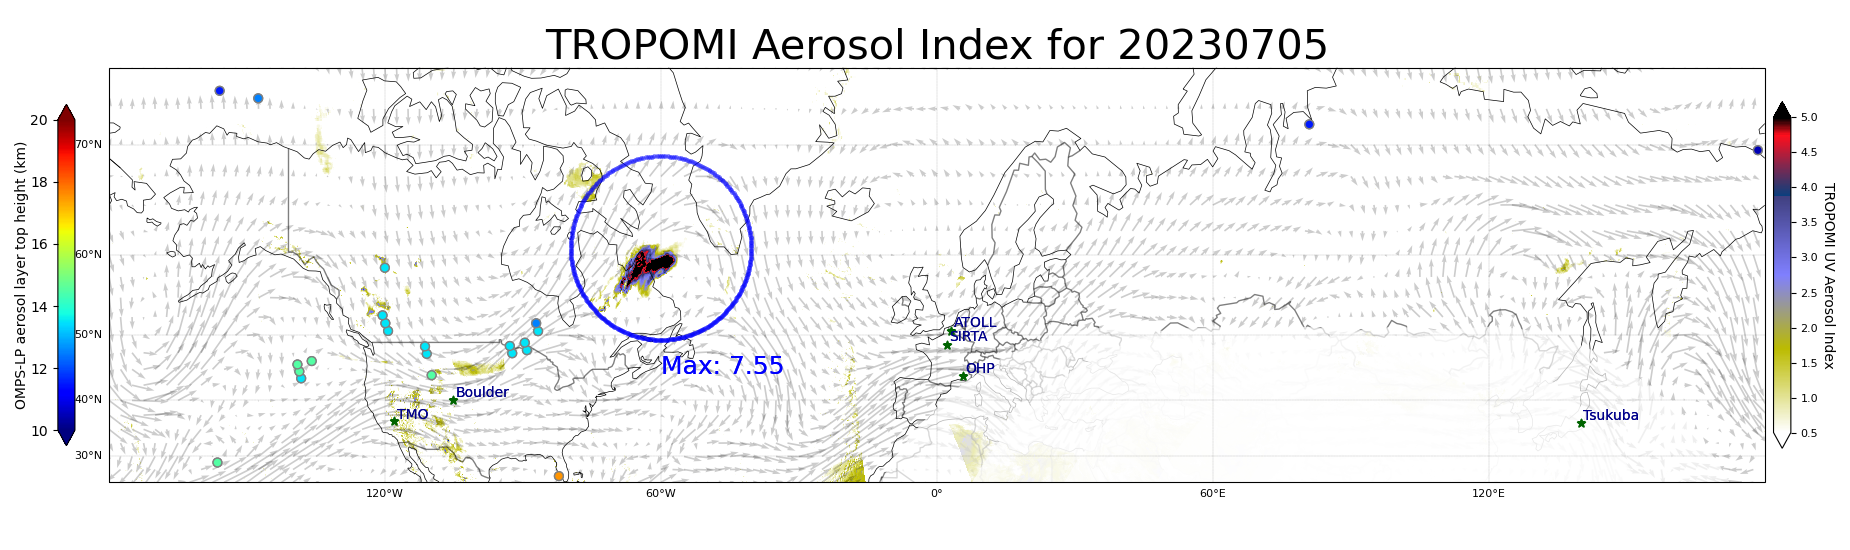 TROPOMI Aerosol Index for 20230705
OMPS-LP aerosol layer top height (km)
20
18
16
14
12
10
70°N
60°N
50°N
40°N
30°N
120°W
60°W
0°
60°E
120°E
Max: 7.55
TMO
Boulder
ATOLL
SIRTA
OHP
Tsukuba
5.0
4.5
4.0
3.5
3.0
2.5
2.0
1.5
1.0
0.5
TROPOMI UV Aerosol Index